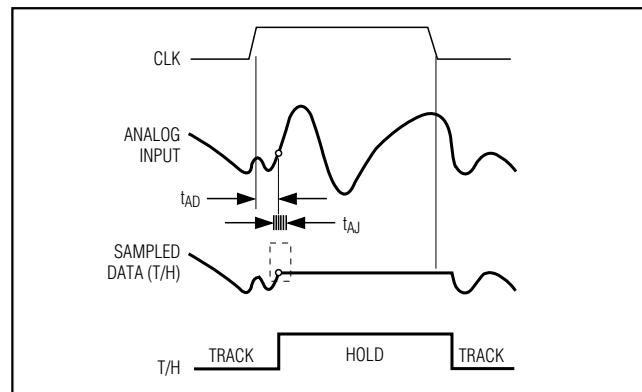 CLK
ANALOG
INPUT
tAD
tAJ
SAMPLED
DATA (T/H)
TRACK
HOLD
TRACK
T/H